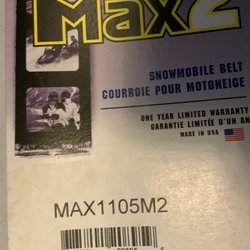 Max2
SNOWMOBILE BELT
COURROIE POUR MOTONEIGE
ONE YEAR LIMITED WARRANTY
GARANTIE LIMITÉE D'UN AN
MADE IN USA
MAX1105M2